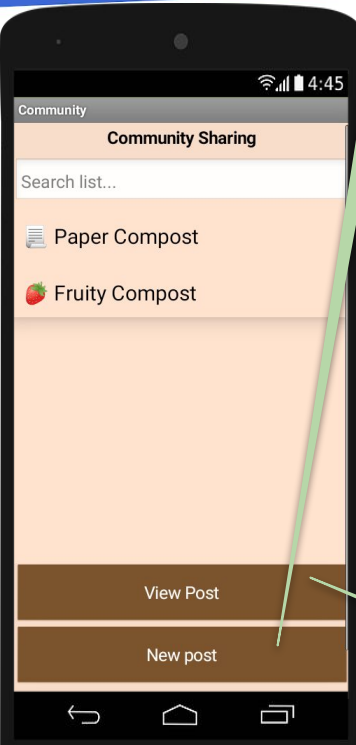 4:45
Community
Community Sharing
Search list...
Paper Compost
Fruity Compost
View Post
New post